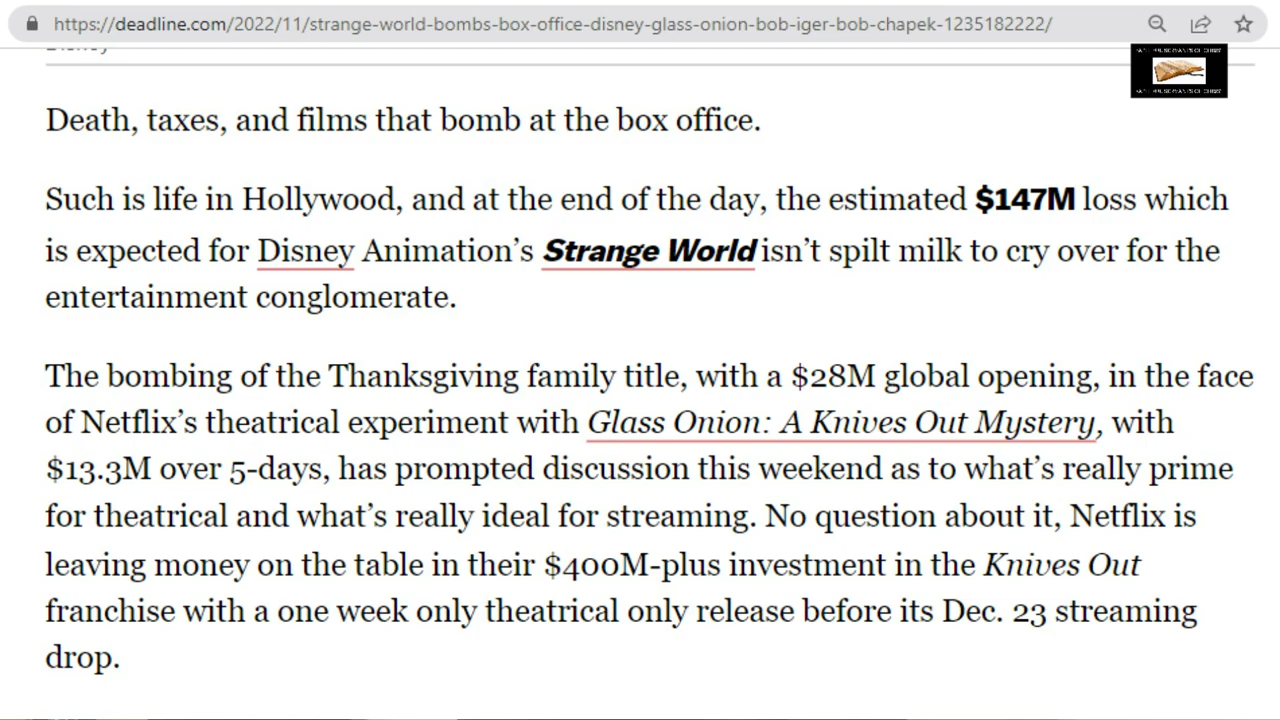 https://deadline.com/2022/11/strange-world-bombs-box-office-disney-glass-onion-bob-iger-bob-chapek-1235182222/
Disney
Death, taxes, and films that bomb at the box office.
Such is life in Hollywood, and at the end of the day, the estimated $147M loss which
is expected for Disney Animation’s Strange World isn’t spilt milk to cry over for the
entertainment conglomerate.
The bombing of the Thanksgiving family title, with a $28M global opening, in the face
of Netflix’s theatrical experiment with Glass Onion: A Knives Out Mystery, with
$13.3M over 5-days, has prompted discussion this weekend as to what’s really prime
for theatrical and what’s really ideal for streaming. No question about it, Netflix is
leaving money on the table in their $400M-plus investment in the Knives Out
franchise with a one week only theatrical only release before its Dec. 23 streaming
drop.